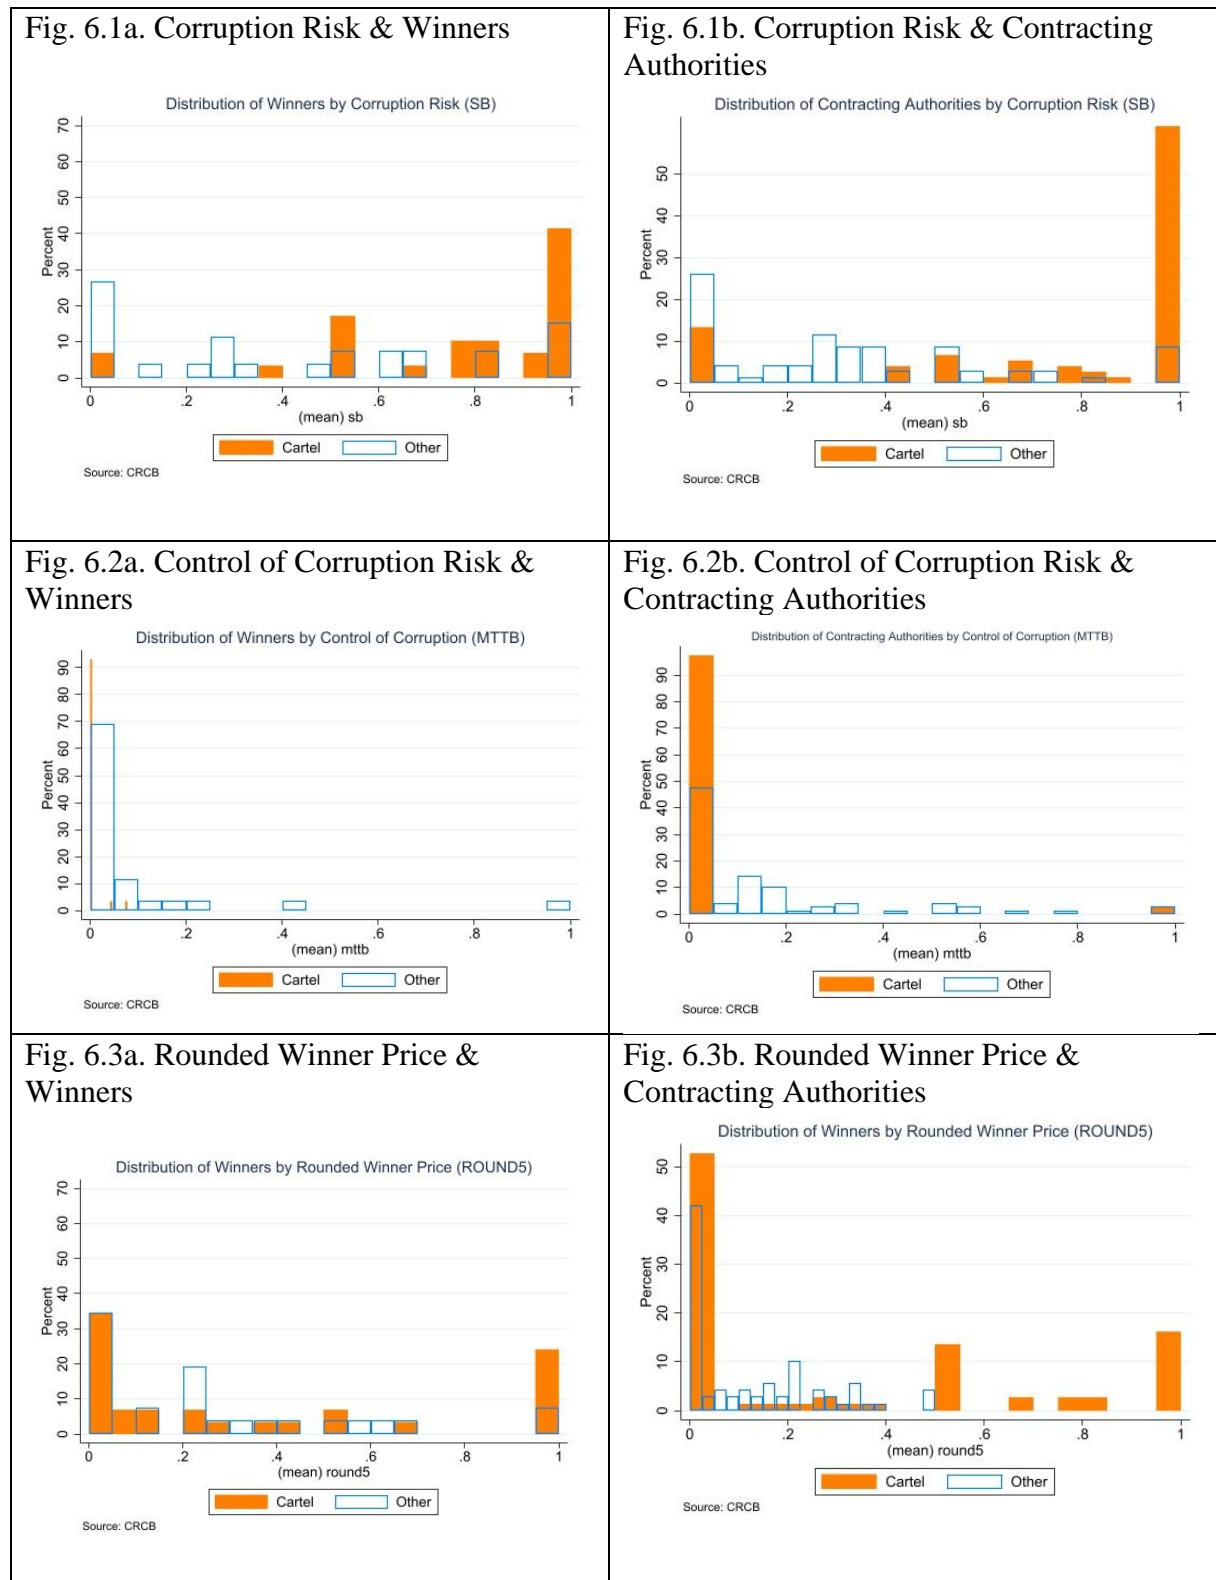 Fig. 6.1a. Corruption Risk & Winners
Distribution of Winners by Corruption Risk (SB)
Percent
70
60
50
40
30
20
10
0
0 .2 .4 .6 .8 1
(mean) sb
Cartel Other
Source: CRCB
Fig. 6.1b. Corruption Risk & Contracting
Authorities
Distribution of Contracting Authorities by Corruption Risk (SB)
Percent
50
40
30
20
10
0
0 .2 .4 .6 .8 1
(mean) sb
Cartel Other
Source: CRCB
Fig. 6.2a. Control of Corruption Risk &
Winners
Distribution of Winners by Control of Corruption (MTTB)
Percent
90
80
70
60
50
40
30
20
10
0
0 .2 .4 .6 .8 1
(mean) mttb
Cartel Other
Source: CRCB
Fig. 6.2b. Control of Corruption Risk &
Contracting Authorities
Distribution of Contracting Authorities by Control of Corruption (MTTB)
Percent
90
80
70
60
50
40
30
20
10
0
0 .2 .4 .6 .8 1
(mean) mttb
Cartel Other
Source: CRCB
Fig. 6.3a. Rounded Winner Price &
Winners
Distribution of Winners by Rounded Winner Price (ROUND5)
Percent
70
60
50
40
30
20
10
0
0 .2 .4 .6 .8 1
(mean) round5
Cartel Other
Source: CRCB
Fig. 6.3b. Rounded Winner Price &
Contracting Authorities
Distribution of Winners by Rounded Winner Price (ROUND5)
Percent
50
40
30
20
10
0
0 .2 .4 .6 .8 1
(mean) round5
Cartel Other
Source: CRCB